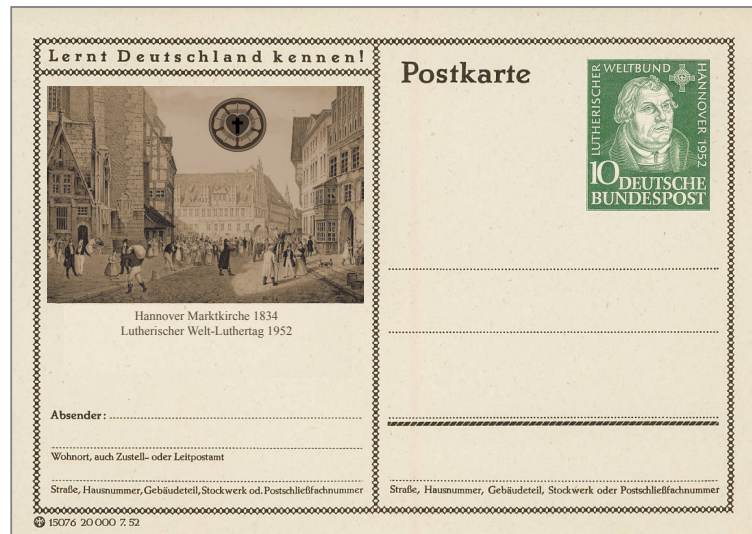 Lernt Deutschland kennen!
Hannover Marktkirche 1834
Lutherischer Welt-Luthertag 1952
Absender:
Wohnort, auch Zustell- oder Leitpostamt
Straße, Hausnummer, Gebäudeteil, Stockwerk od. Postschließfachnummer
15076 20 000 7. 52
Postkarte
LUTHERISCHER WELTBUND HANNOVER 1952
10 DEUTSCHE
BUNDESPOST
Straße, Hausnummer, Gebäudeteil, Stockwerk oder Postschließfachnummer